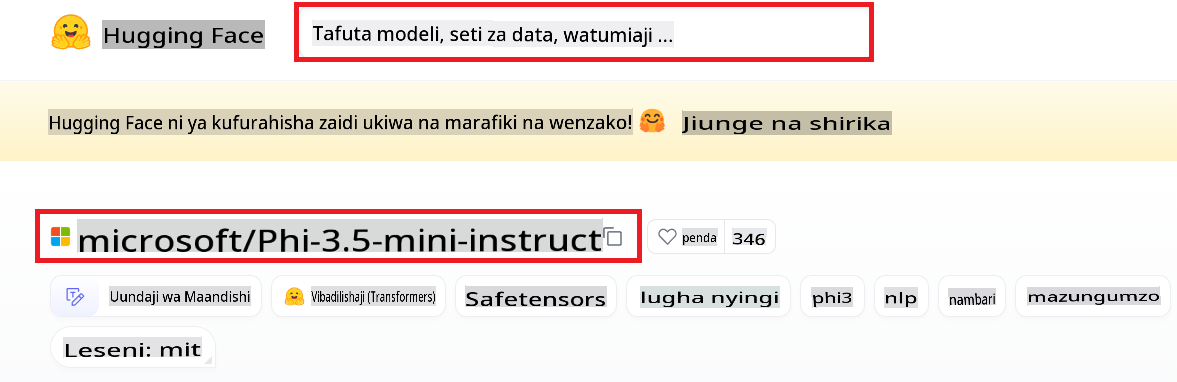 Hugging Face Tafuta modeli, seti za data, watumiaji ...
Hugging Face ni ya kufurahisha zaidi ukiwa na marafiki na wenzako! Jiunge na shirika
microsoft/Phi-3.5-mini-instruct penda 346
Uundaji wa Maandishi Vibadilishaji (Transformers) Safetensors lugha nyingi phi3 nlp nambari mazungumzo
Leseni: mit